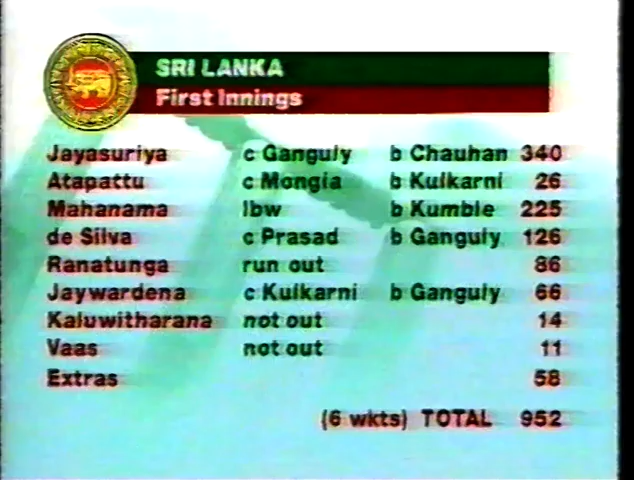 SRI LANKA
First Innings
Jayasuriya c Ganguly b Chauhan 340
Atapattu c Mongia b Kulkarni 26
Mahanama lbw b Kumble 225
de Silva c Prasad b Ganguly 126
Ranatunga run out 86
Jaywardena c Kulkarni b Ganguly 66
Kaluwitharana not out 14
Vaas not out 11
Extras 58
(6 wkts) TOTAL 952